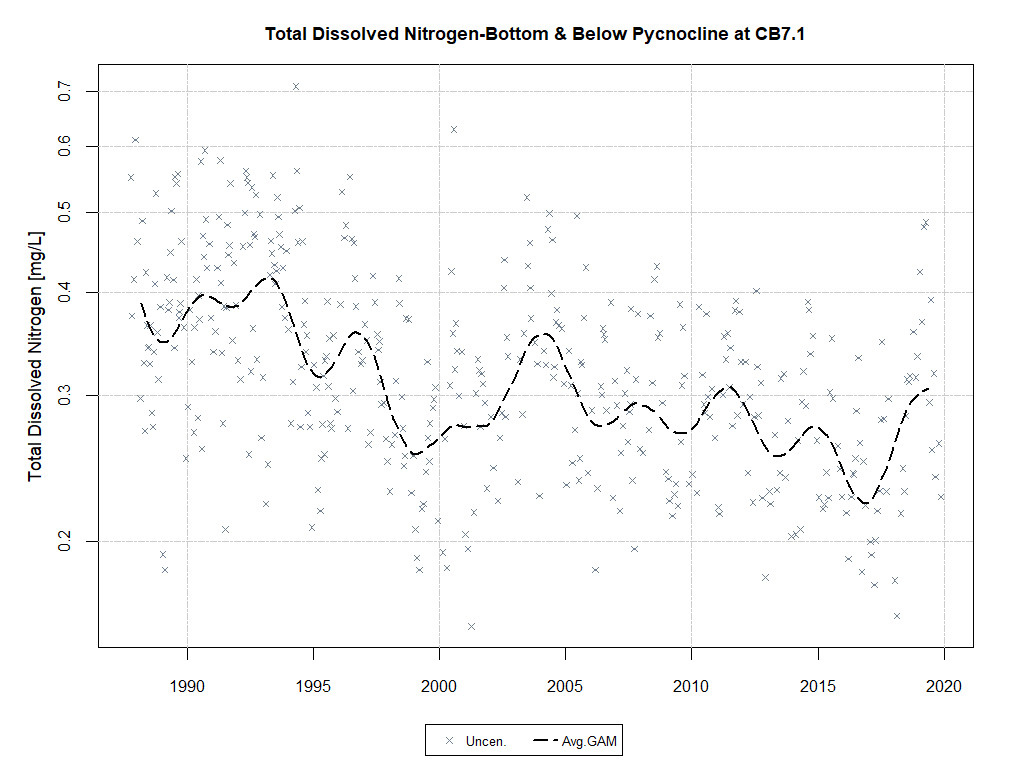 Total Dissolved Nitrogen-Bottom & Below Pycnocline at CB7.1
Total Dissolved Nitrogen [mg/L]
0.7
0.6
0.5
0.4
0.3
0.2
1990 1995 2000 2005 2010 2015 2020
Uncen. Avg.GAM